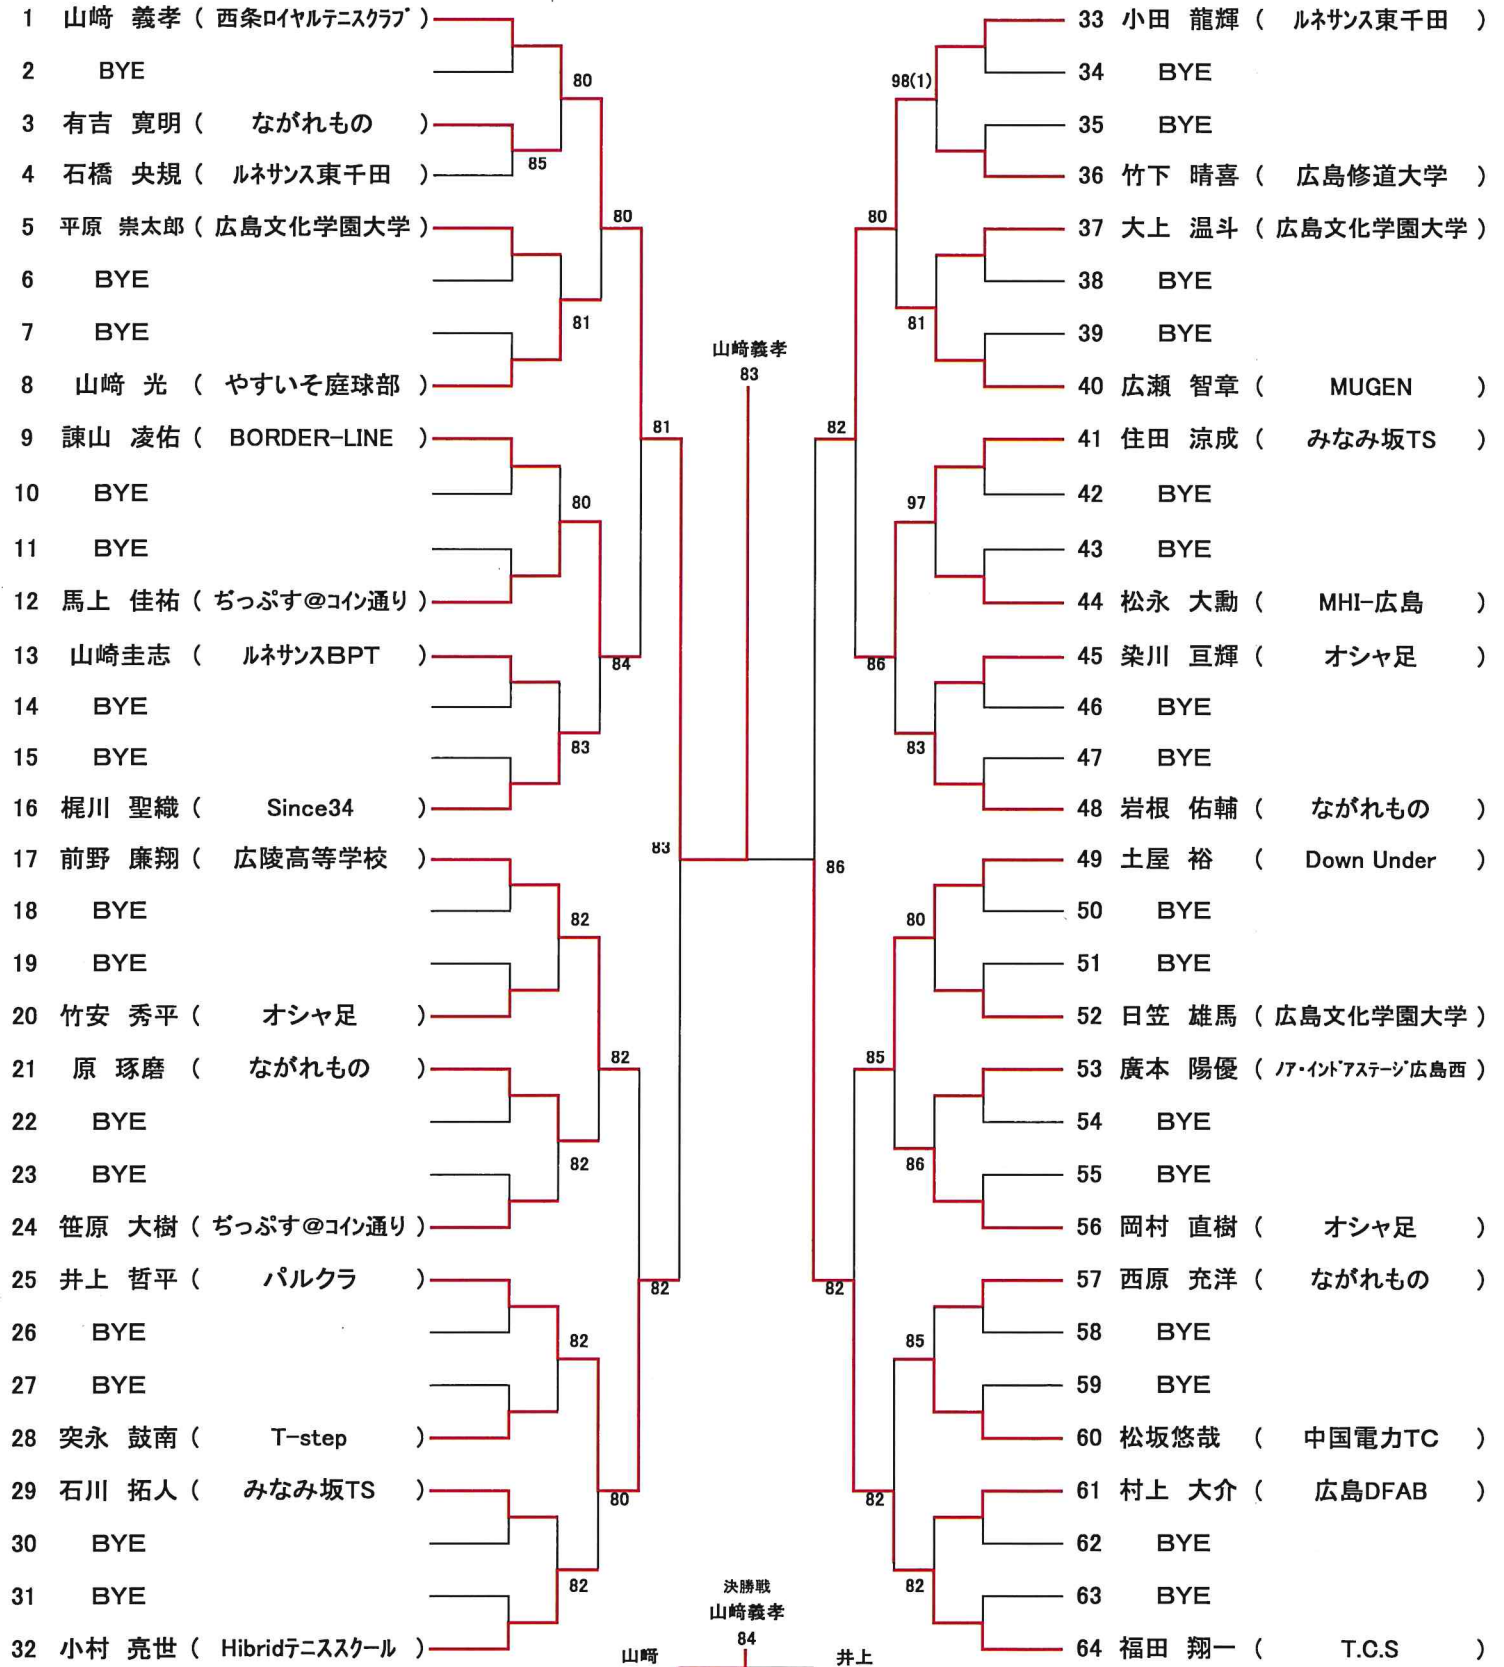 1 山﨑 義孝 ( 西条ロイヤルテニスクラブ )
2 BYE
3 有吉 寛明 ( ながれもの )
4 石橋 央規 ( ルネサンス東千田 )
5 平原 崇太郎 ( 広島文化学園大学 )
6 BYE
7 BYE
8 山﨑 光 ( やすいそ庭球部 )
9 諌山 凌佑 ( BORDER-LINE )
10 BYE
11 BYE
12 馬上 佳祐 ( ぢっぷす@コイン通り )
13 山崎圭志 ( ルネサンスBPT )
14 BYE
15 BYE
16 梶川 聖織 ( Since34 )
17 前野 廉翔 ( 広陵高等学校 )
18 BYE
19 BYE
20 竹安 秀平 ( オシャ足 )
21 原 琢磨 ( ながれもの )
22 BYE
23 BYE
24 笹原 大樹 ( ぢっぷす@コイン通り )
25 井上 哲平 ( パルクラ )
26 BYE
27 BYE
28 突永 鼓南 ( T-step )
29 石川 拓人 ( みなみ坂TS )
30 BYE
31 BYE
32 小村 亮世 ( Hibridテニススクール )
80
85
80
81
81
80
84
83
83
82
82
82
82
82
80
82
山﨑義孝
83
決勝戦
山﨑義孝
84
山﨑 井上
98(1)
80
81
82
97
86
83
86
80
85
86
82
85
82
82
33 小田 龍輝 ( ルネサンス東千田 )
34 BYE
35 BYE
36 竹下 晴喜 ( 広島修道大学 )
37 大上 温斗 ( 広島文化学園大学 )
38 BYE
39 BYE
40 広瀬 智章 ( MUGEN )
41 住田 涼成 ( みなみ坂TS )
42 BYE
43 BYE
44 松永 大勳 ( MHI-広島 )
45 染川 亘輝 ( オシャ足 )
46 BYE
47 BYE
48 岩根 佑輔 ( ながれもの )
49 土屋 裕 ( Down Under )
50 BYE
51 BYE
52 日笠 雄馬 ( 広島文化学園大学 )
53 廣本 陽優 ( ノア・インドアステージ広島西 )
54 BYE
55 BYE
56 岡村 直樹 ( オシャ足 )
57 西原 充洋 ( ながれもの )
58 BYE
59 BYE
60 松坂悠哉 ( 中国電力TC )
61 村上 大介 ( 広島DFAB )
62 BYE
63 BYE
64 福田 翔一 ( T.C.S )